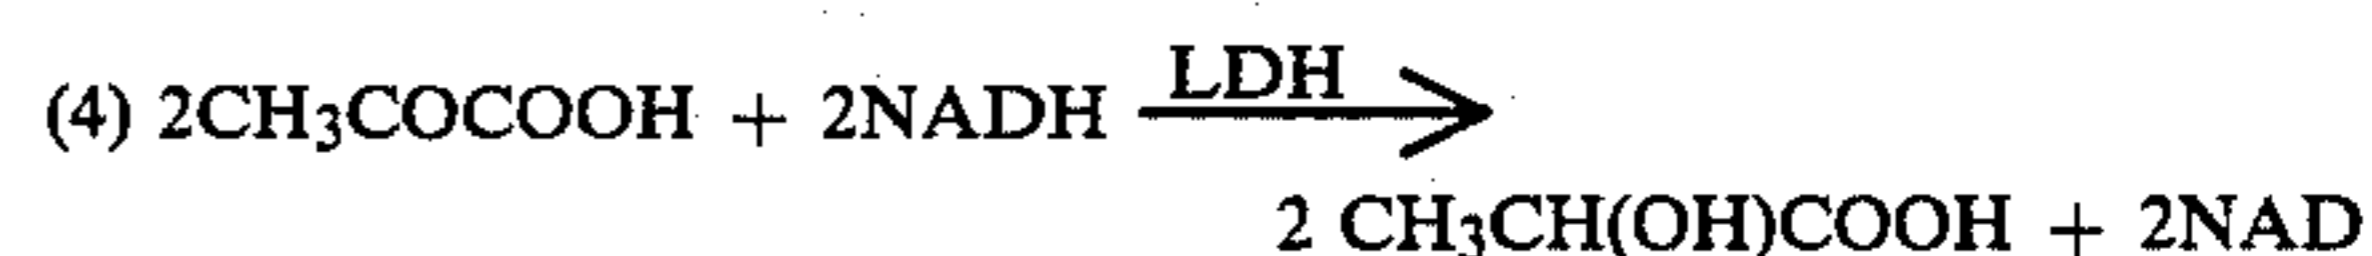 (4) 2CH₃COCOOH + 2NADH LDH
2 CH₃CH(OH)COOH + 2NAD